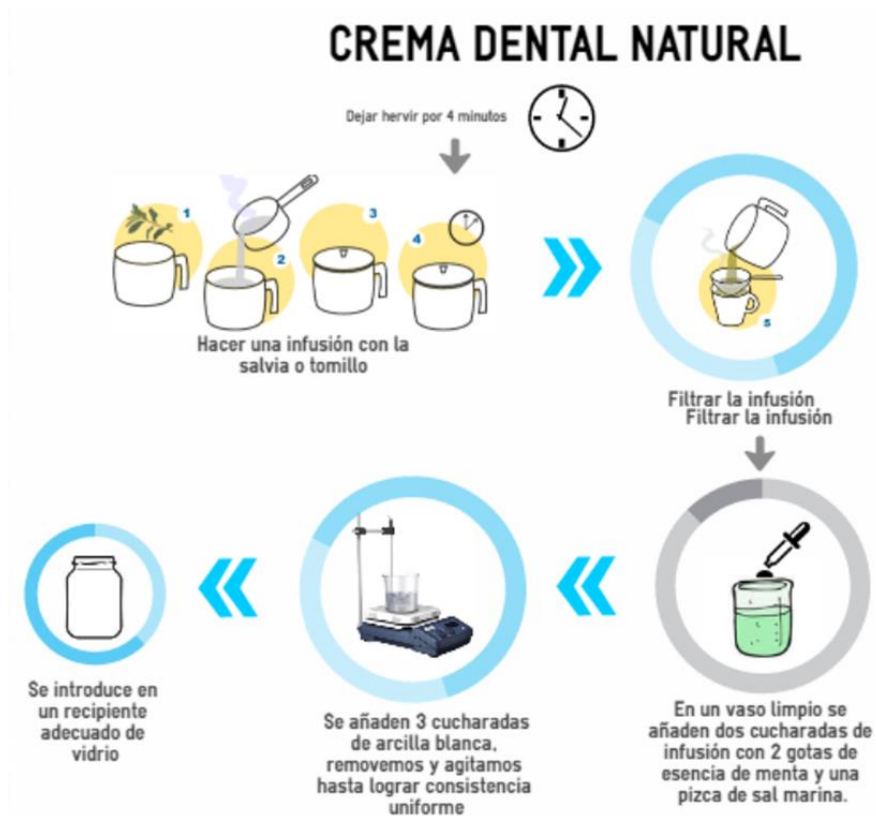 CREMA DENTAL NATURAL
Dejar hervir por 4 minutos
1
2
3
4
Hacer una infusión con la
salvia o tomillo
5
Filtrar la infusión
Filtrar la infusión
En un vaso limpio se
añaden dos cucharadas de
infusión con 2 gotas de
esencia de menta y una
pizca de sal marina.
Se añaden 3 cucharadas
de arcilla blanca,
removemos y agitamos
hasta lograr consistencia
uniforme
Se introduce en
un recipiente
adecuado de
vidrio